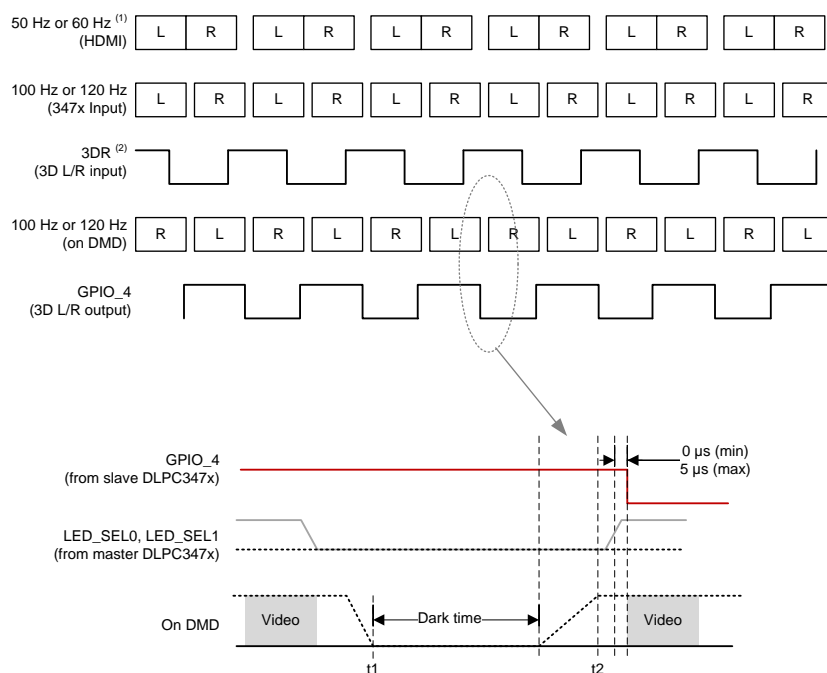 50 Hz or 60 Hz (1)
(HDMI)
L R L R L R L R L R L R
100 Hz or 120 Hz
(347x Input)
L R L R L R L R L R L R
3DR (2)
(3D L/R input)
100 Hz or 120 Hz
(on DMD)
R L R L R L R L R L R L
GPIO_4
(3D L/R output)
GPIO_4
(from slave DLPC347x)
0 µs (min)
5 µs (max)
LED_SEL0, LED_SEL1
(from master DLPC347x)
On DMD
Video
Dark time
Video
t1
t2